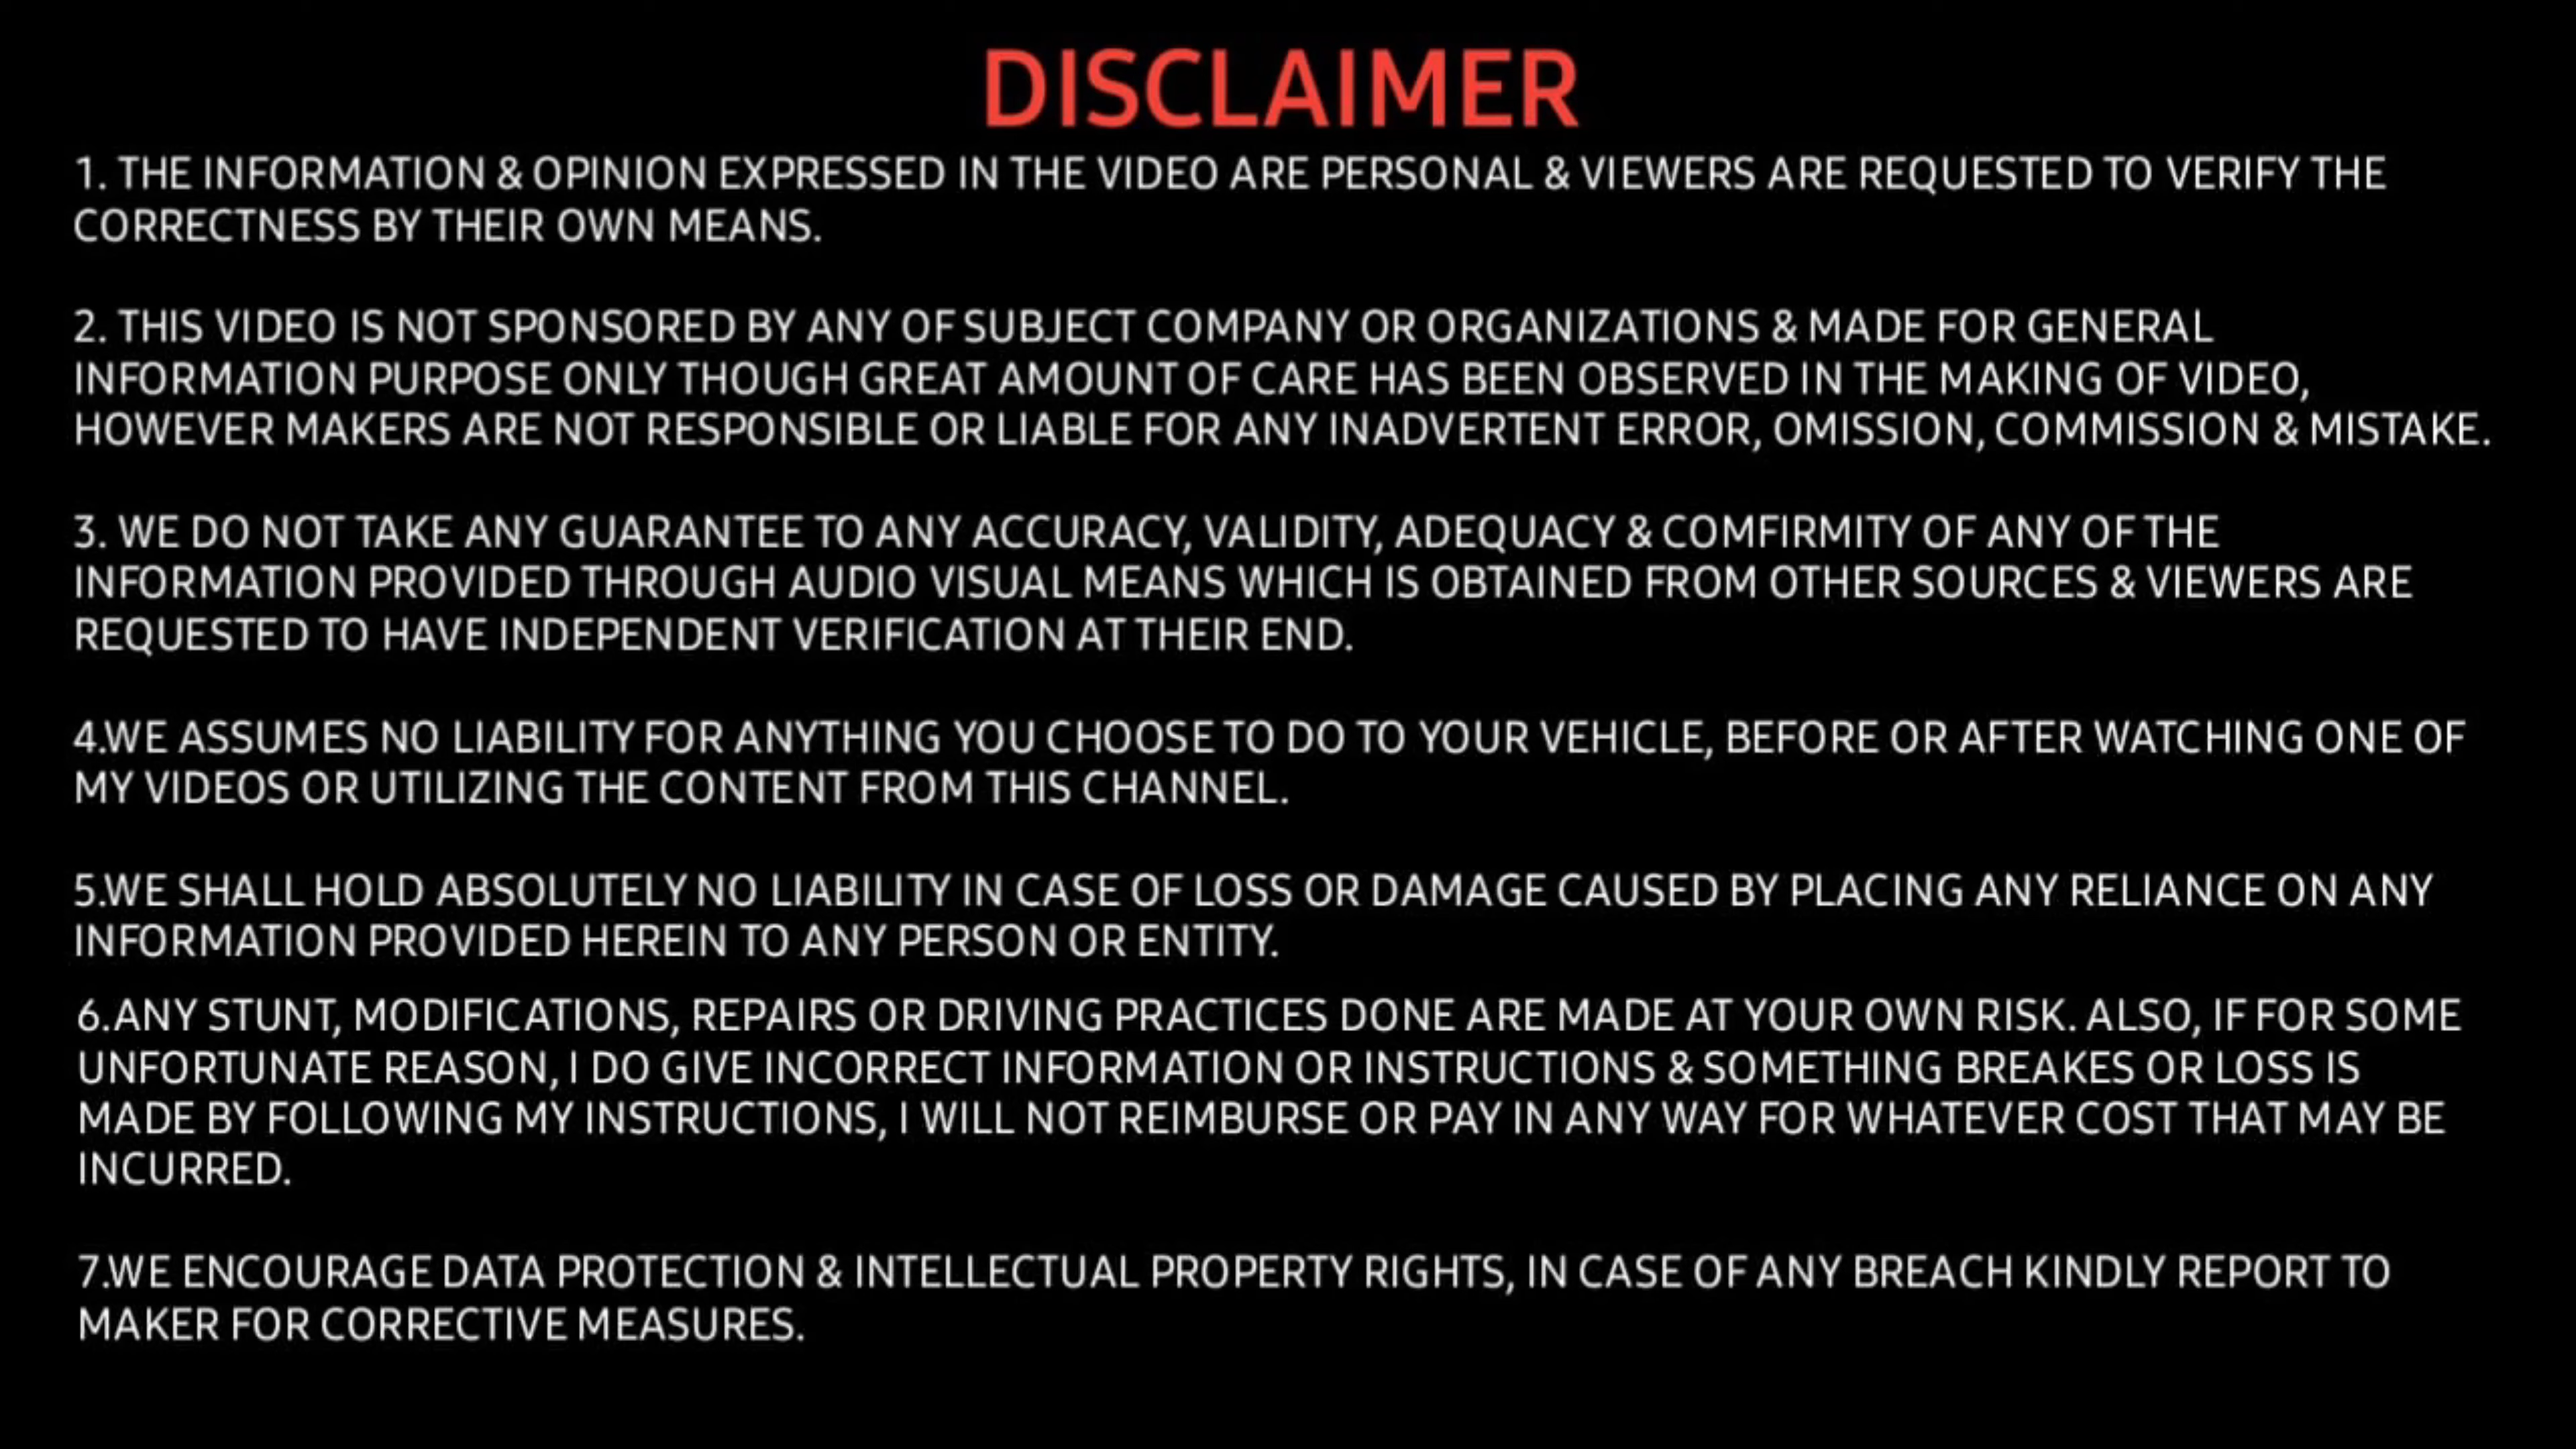 DISCLAIMER
1. THE INFORMATION & OPINION EXPRESSED IN THE VIDEO ARE PERSONAL & VIEWERS ARE REQUESTED TO VERIFY THE
CORRECTNESS BY THEIR OWN MEANS.
2. THIS VIDEO IS NOT SPONSORED BY ANY OF SUBJECT COMPANY OR ORGANIZATIONS & MADE FOR GENERAL
INFORMATION PURPOSE ONLY THOUGH GREAT AMOUNT OF CARE HAS BEEN OBSERVED IN THE MAKING OF VIDEO,
HOWEVER MAKERS ARE NOT RESPONSIBLE OR LIABLE FOR ANY INADVERTENT ERROR, OMISSION, COMMISSION & MISTAKE.
3. WE DO NOT TAKE ANY GUARANTEE TO ANY ACCURACY, VALIDITY, ADEQUACY & COMFIRMITY OF ANY OF THE
INFORMATION PROVIDED THROUGH AUDIO VISUAL MEANS WHICH IS OBTAINED FROM OTHER SOURCES & VIEWERS ARE
REQUESTED TO HAVE INDEPENDENT VERIFICATION AT THEIR END.
4.WE ASSUMES NO LIABILITY FOR ANYTHING YOU CHOOSE TO DO TO YOUR VEHICLE, BEFORE OR AFTER WATCHING ONE OF
MY VIDEOS OR UTILIZING THE CONTENT FROM THIS CHANNEL.
5.WE SHALL HOLD ABSOLUTELY NO LIABILITY IN CASE OF LOSS OR DAMAGE CAUSED BY PLACING ANY RELIANCE ON ANY
INFORMATION PROVIDED HEREIN TO ANY PERSON OR ENTITY.
6.ANY STUNT, MODIFICATIONS, REPAIRS OR DRIVING PRACTICES DONE ARE MADE AT YOUR OWN RISK. ALSO, IF FOR SOME
UNFORTUNATE REASON, I DO GIVE INCORRECT INFORMATION OR INSTRUCTIONS & SOMETHING BREAKES OR LOSS IS
MADE BY FOLLOWING MY INSTRUCTIONS, I WILL NOT REIMBURSE OR PAY IN ANY WAY FOR WHATEVER COST THAT MAY BE
INCURRED.
7.WE ENCOURAGE DATA PROTECTION & INTELLECTUAL PROPERTY RIGHTS, IN CASE OF ANY BREACH KINDLY REPORT TO
MAKER FOR CORRECTIVE MEASURES.